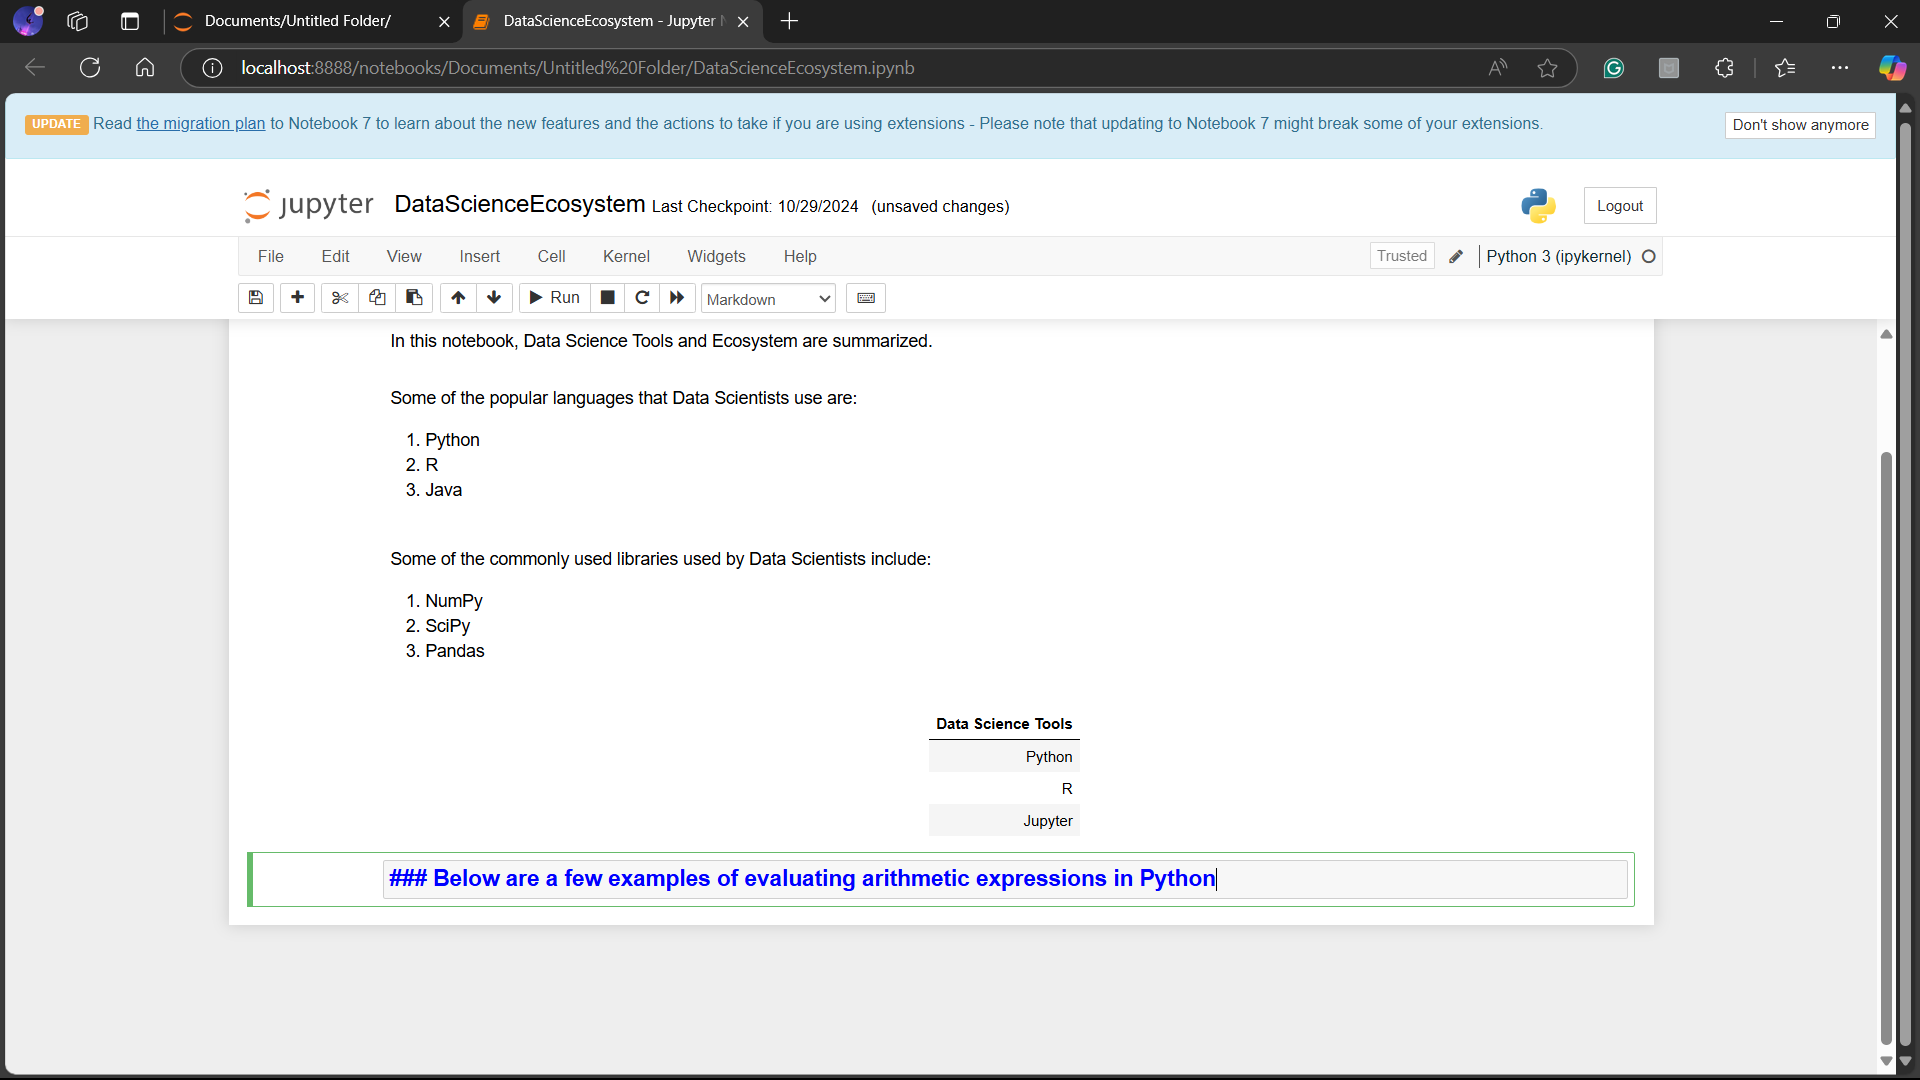 Documents/Untitled Folder/
DataScienceEcosystem - Jupyter N
localhost:8888/notebooks/Documents/Untitled%20Folder/DataScienceEcosystem.ipynb
UPDATE Read the migration plan to Notebook 7 to learn about the new features and the actions to take if you are using extensions - Please note that updating to Notebook 7 might break some of your extensions.
Don't show anymore
jupyter DataScienceEcosystem Last Checkpoint: 10/29/2024 (unsaved changes)
Logout
File Edit View Insert Cell Kernel Widgets Help
Trusted Python 3 (ipykernel)
Run Markdown
In this notebook, Data Science Tools and Ecosystem are summarized.
Some of the popular languages that Data Scientists use are:
1. Python
2. R
3. Java
Some of the commonly used libraries used by Data Scientists include:
1. NumPy
2. SciPy
3. Pandas
Data Science Tools
Python
R
Jupyter
### Below are a few examples of evaluating arithmetic expressions in Python